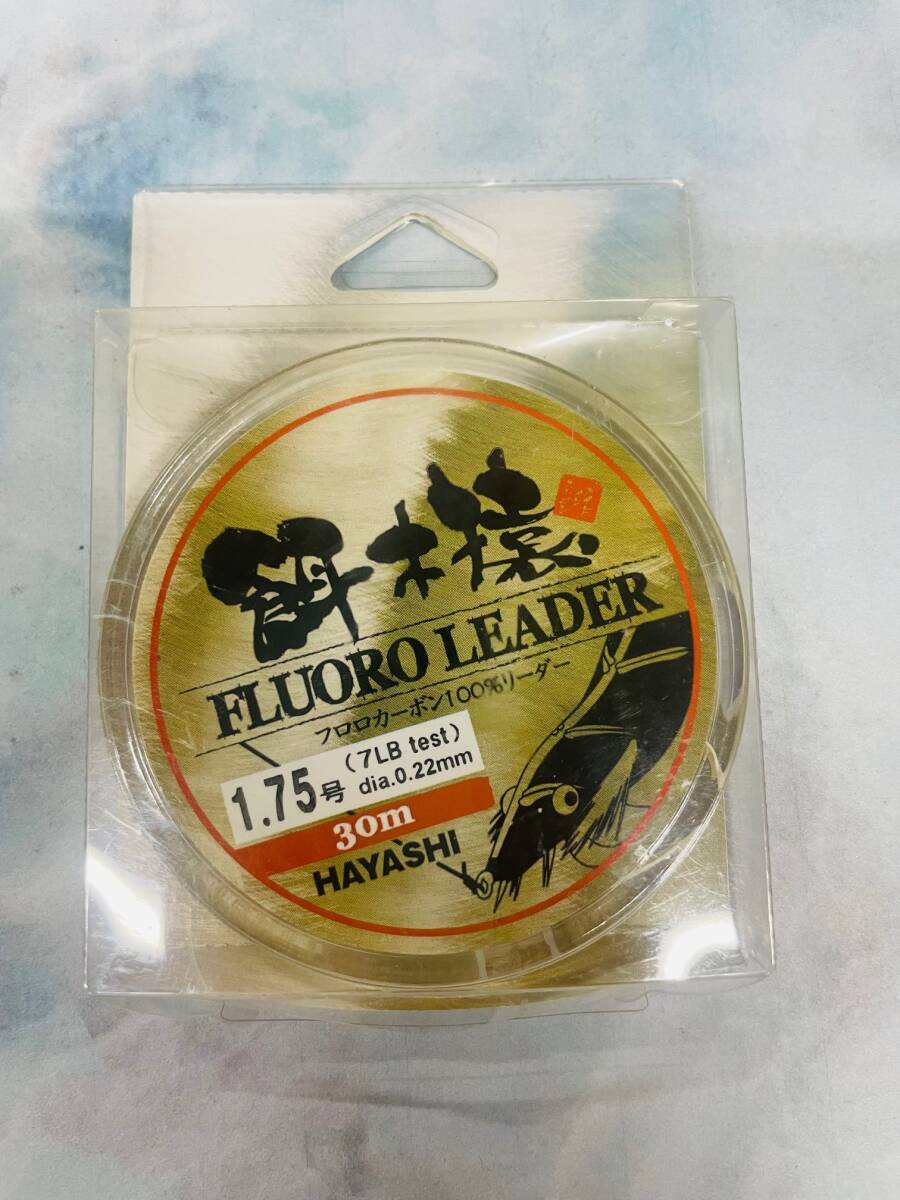 餌木猿
FLUORO LEADER
フロロカーボン100%リーダー
1.75号 (7LB test) dia.0.22mm
30m
HAYASHI